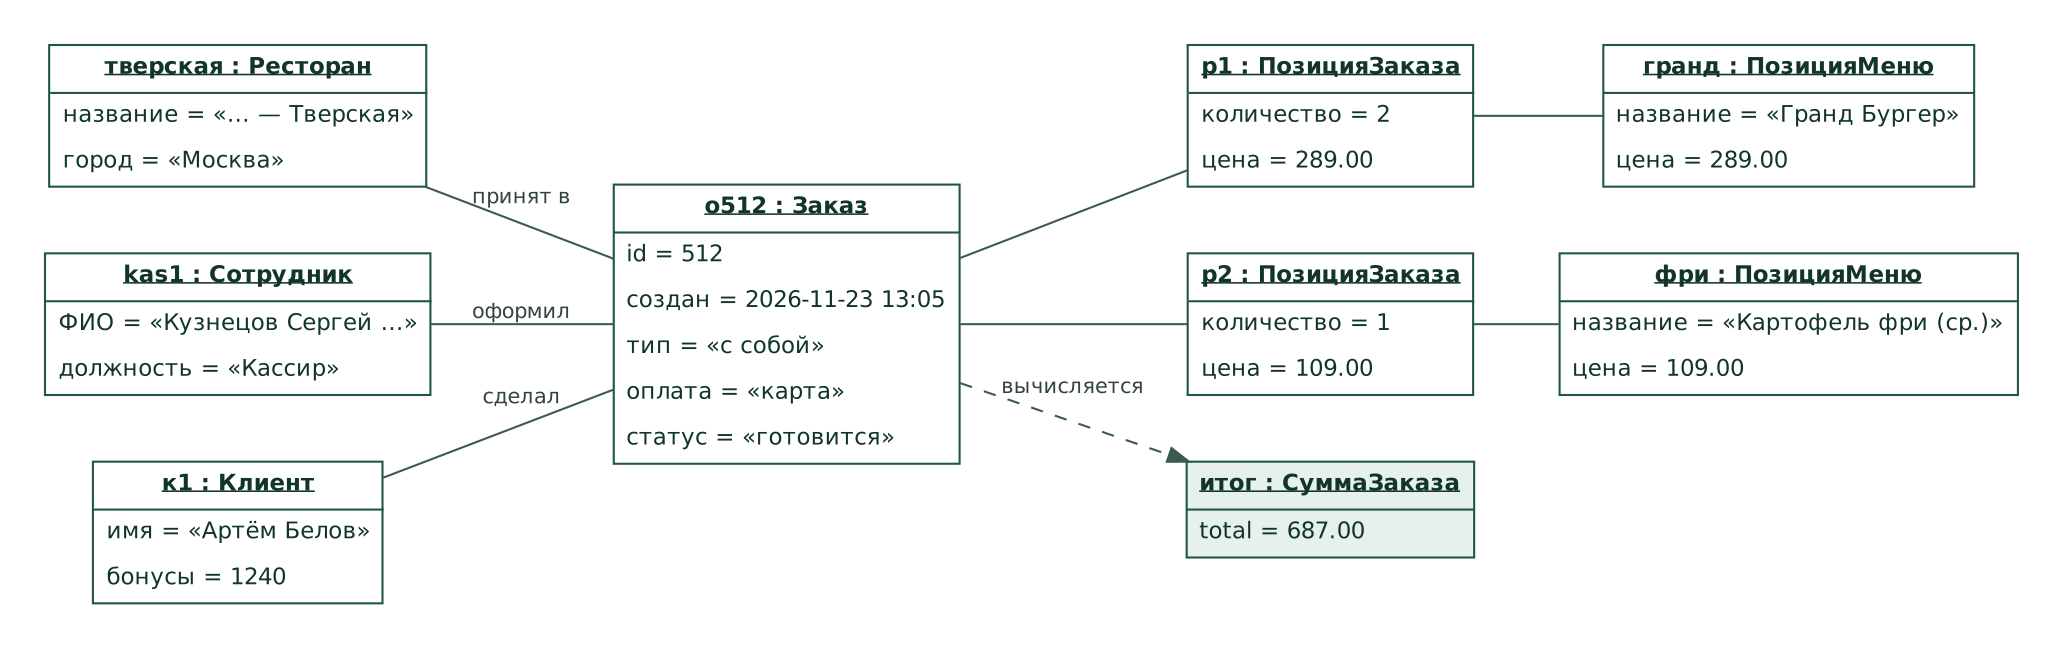 тверская : Ресторан
название = «... — Тверская»
город = «Москва»
принят в
kas1 : Сотрудник
ФИО = «Кузнецов Сергей ...»
должность = «Кассир»
оформил
к1 : Клиент
имя = «Артём Белов»
бонусы = 1240
сделал
о512 : Заказ
id = 512
создан = 2026-11-23 13:05
тип = «с собой»
оплата = «карта»
статус = «готовится»
р1 : ПозицияЗаказа
количество = 2
цена = 289.00
гранд : ПозицияМеню
название = «Гранд Бургер»
цена = 289.00
р2 : ПозицияЗаказа
количество = 1
цена = 109.00
фри : ПозицияМеню
название = «Картофель фри (ср.)»
цена = 109.00
вычисляется
итог : СуммаЗаказа
total = 687.00